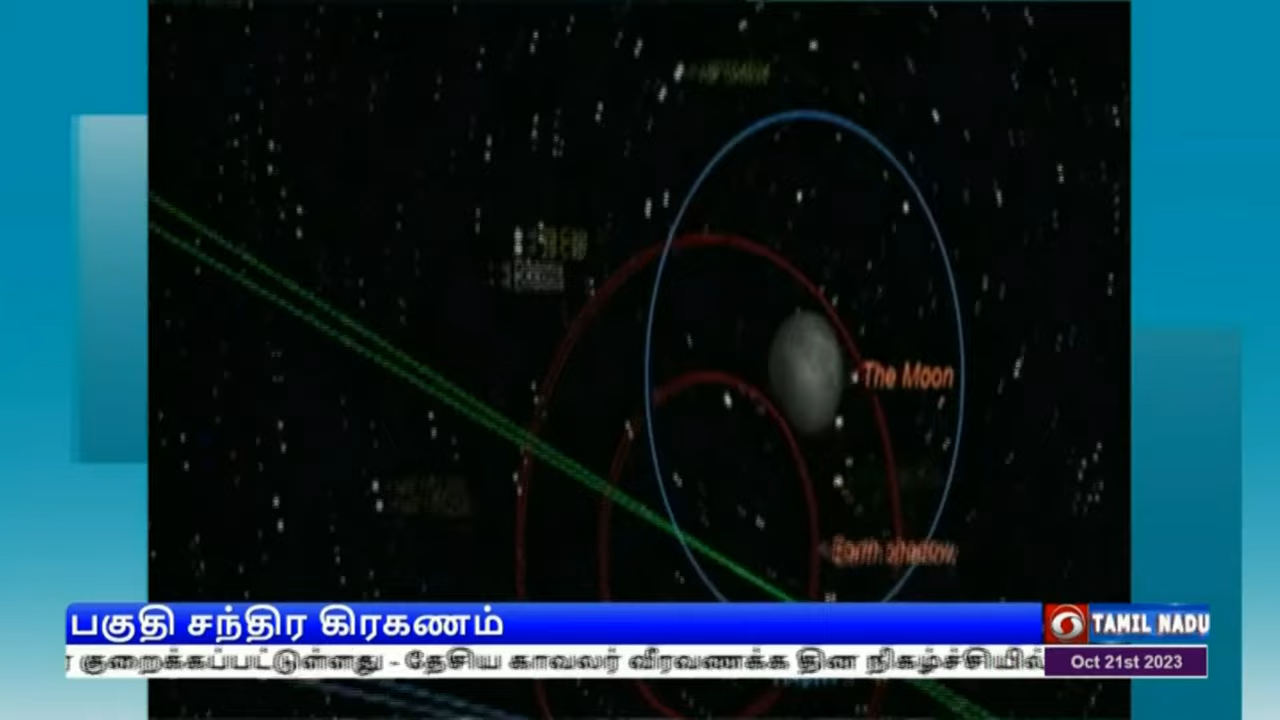 The Moon
Earth shadow
பகுதி சந்திர கிரகணம்
TAMIL NADU
குறைக்கப்பட்டுள்ளது - தேசிய காவலர் வீரவணக்க தின நிகழ்ச்சியில்
Oct 21st 2023